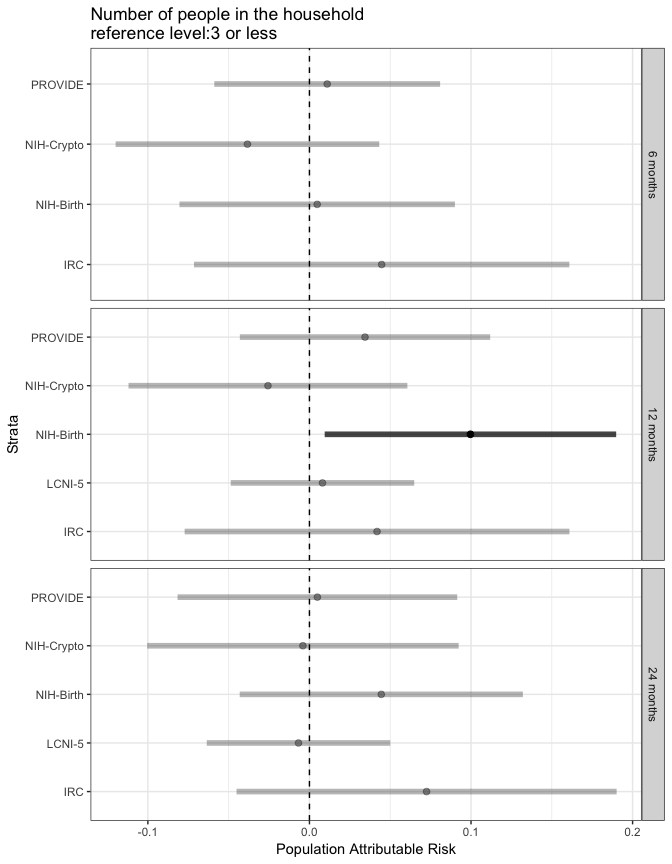 Number of people in the household
reference level:3 or less
PROVIDE
NIH-Crypto
NIH-Birth
IRC
6 months
PROVIDE
NIH-Crypto
NIH-Birth
LCNI-5
IRC
12 months
PROVIDE
NIH-Crypto
NIH-Birth
LCNI-5
IRC
24 months
Strata
-0.1
0.0
0.1
0.2
Population Attributable Risk